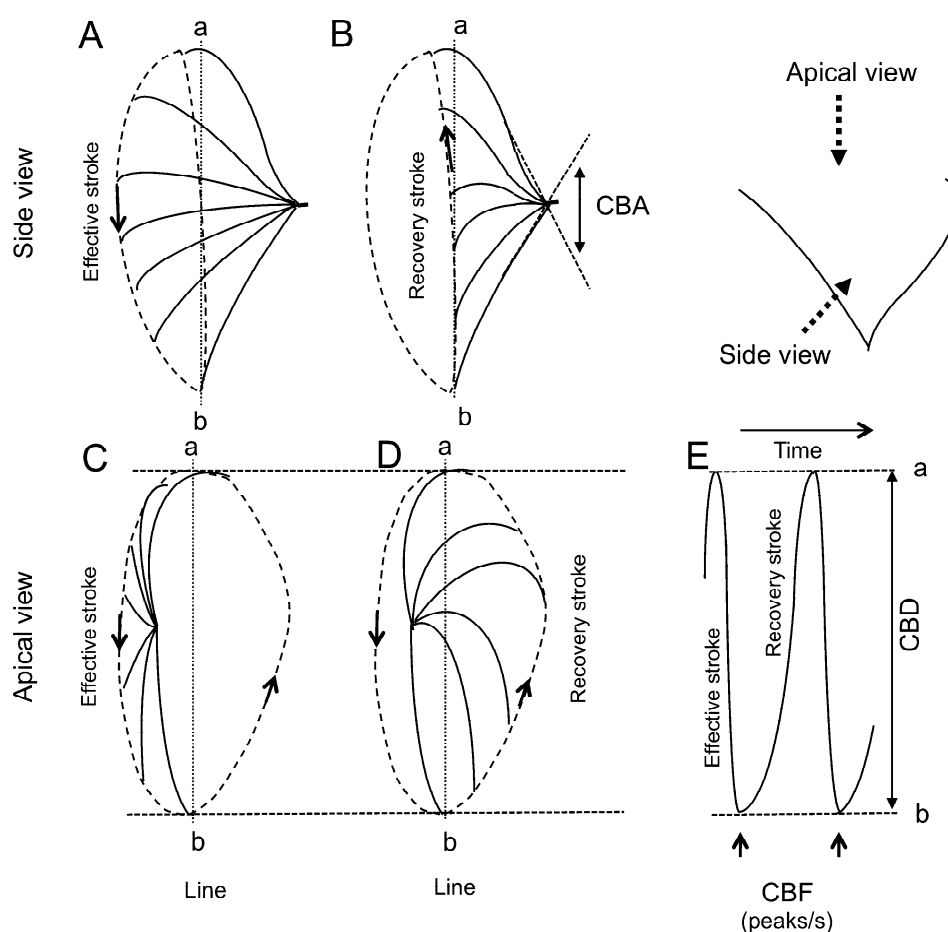 A
a
Side view
Effective stroke
b
B
a
Recovery stroke
CBA
b
Apical view
Side view
C
a
Apical view
Effective stroke
b
Line
D
a
Recovery stroke
b
Line
E
Time
a
Effective stroke
Recovery stroke
CBD
b
CBF
(peaks/s)